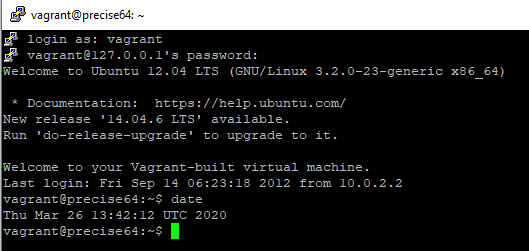 vagrant@precise64: ~
login as: vagrant
vagrant@127.0.0.1's password:
Welcome to Ubuntu 12.04 LTS (GNU/Linux 3.2.0-23-generic x86_64)
* Documentation:  https://help.ubuntu.com/
New release '14.04.6 LTS' available.
Run 'do-release-upgrade' to upgrade to it.
Welcome to your Vagrant-built virtual machine.
Last login: Fri Sep 14 06:23:18 2012 from 10.0.2.2
vagrant@precise64:~$ date
Thu Mar 26 13:42:12 UTC 2020
vagrant@precise64:~$